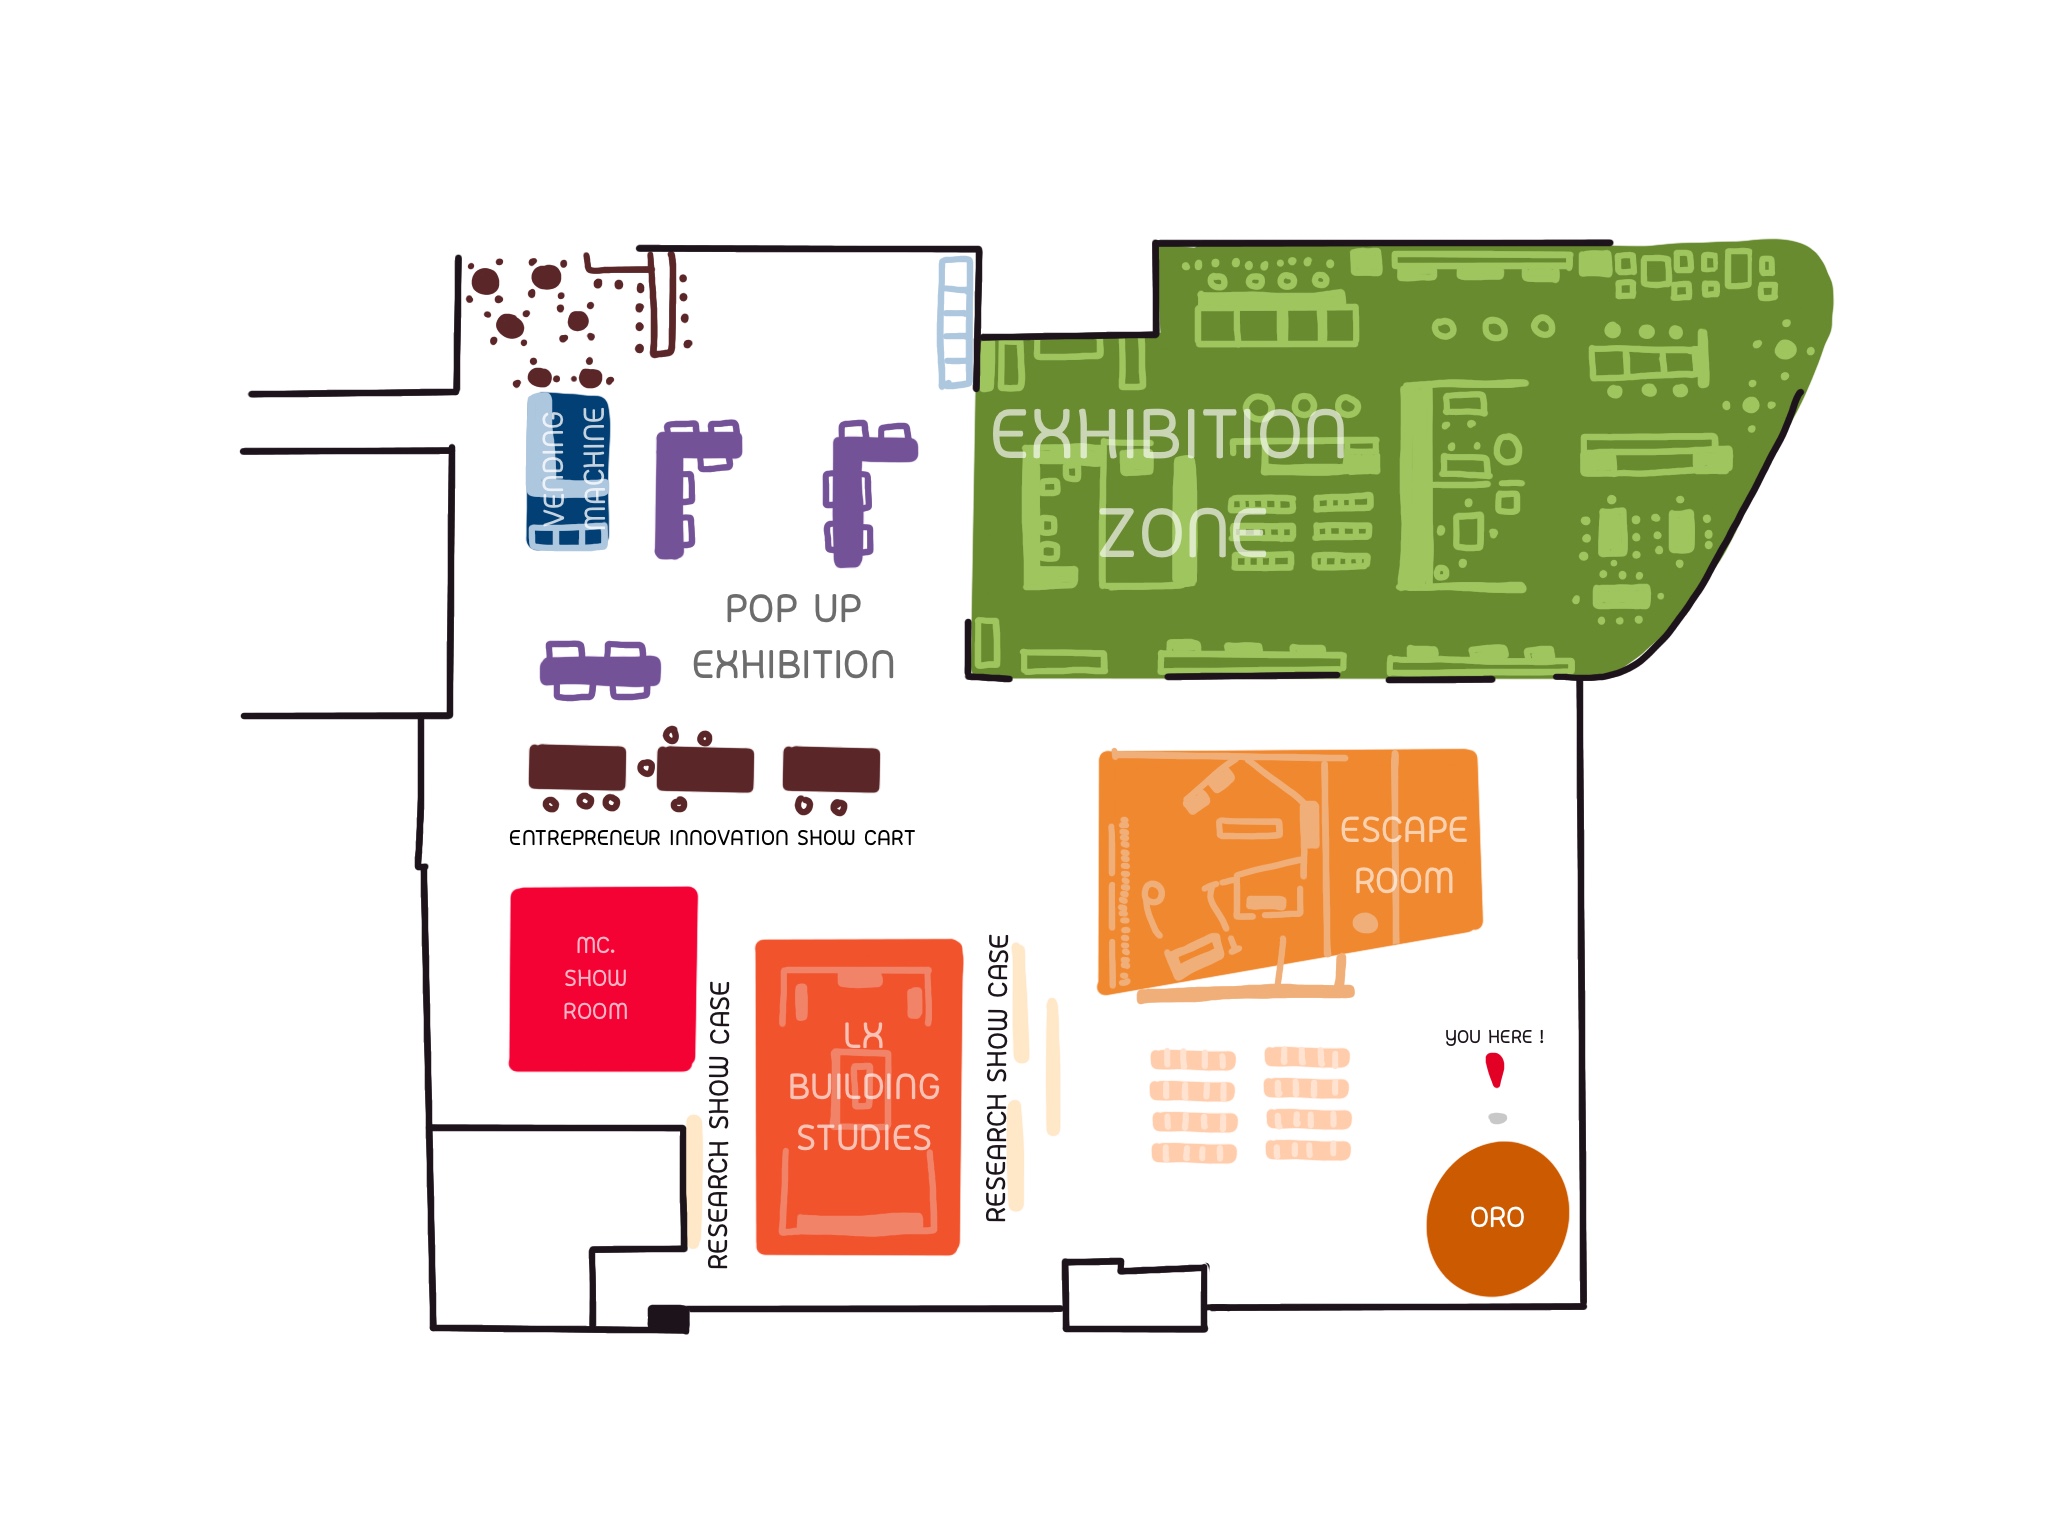 VENDING
MACHINE
EXHIBITION
ZONE
POP UP
EXHIBITION
ENTREPRENEUR INNOVATION SHOW CART
ESCAPE
ROOM
MC.
SHOW
ROOM
RESEARCH SHOW CASE
LX
BUILDING
STUDIES
RESEARCH SHOW CASE
YOU HERE !
ORO